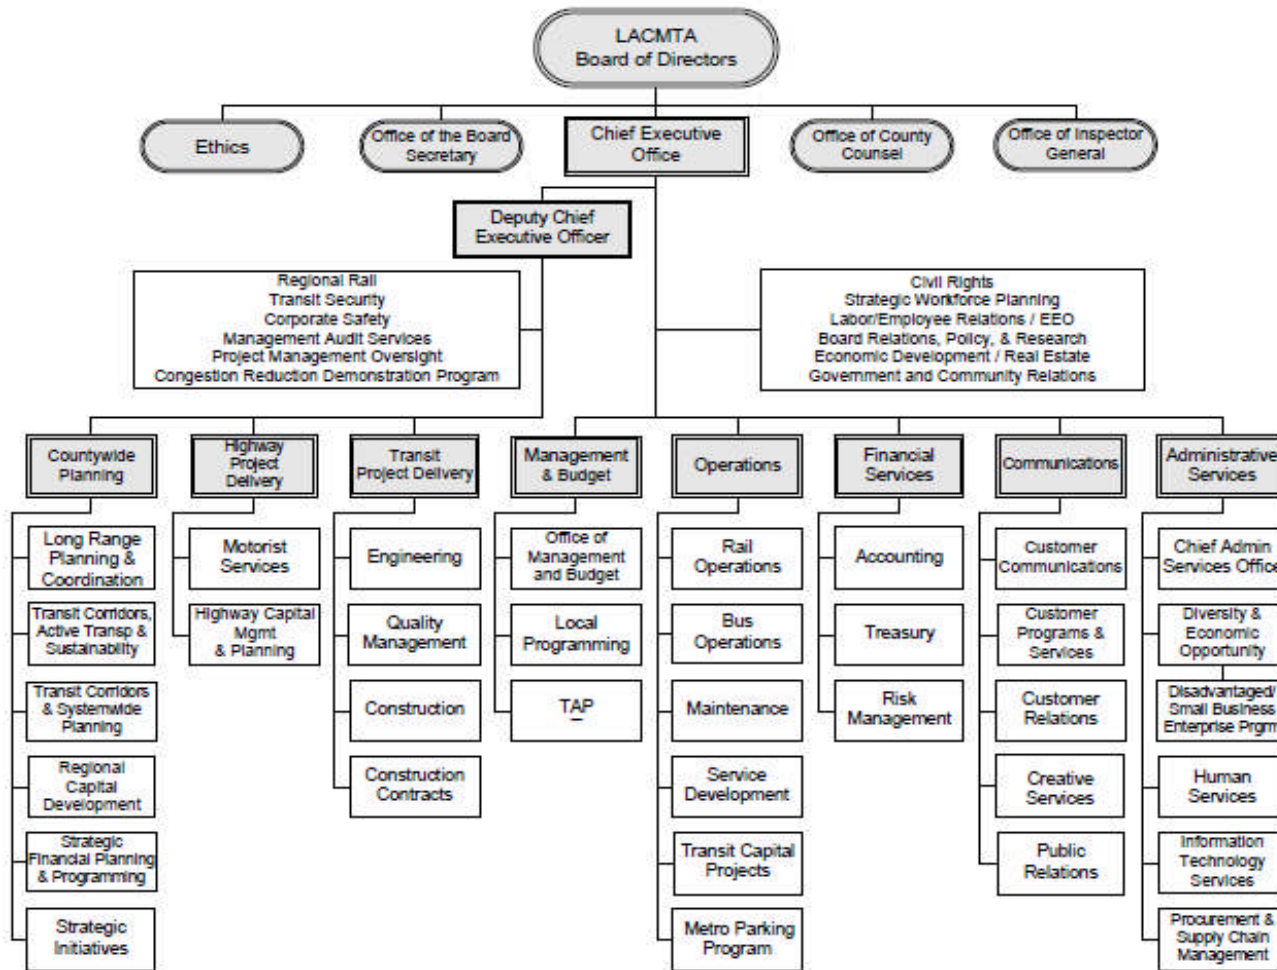 LACMTA
Board of Directors
Ethics
Office of the Board
Secretary
Chief Executive
Office
Office of County
Counsel
Office of Inspector
General
Deputy Chief
Executive Officer
Regional Rail
Transit Security
Corporate Safety
Management Audit Services
Project Management Oversight
Congestion Reduction Demonstration Program
Civil Rights
Strategic Workforce Planning
Labor/Employee Relations / EEO
Board Relations, Policy, & Research
Economic Development / Real Estate
Government and Community Relations
Countywide
Planning
Highway
Project
Delivery
Transit
Project Delivery
Management
& Budget
Operations
Financial
Services
Communications
Administrative
Services
Long Range
Planning &
Coordination
Transit Corridors,
Active Transp &
Sustainability
Transit Corridors
& Systemwide
Planning
Regional
Capital
Development
Strategic
Financial Planning
& Programming
Strategic
Initiatives
Motorist
Services
Highway Capital
Mgmt
& Planning
Engineering
Quality
Management
Construction
Construction
Contracts
Office of
Management
and Budget
Local
Programming
TAP
Rail
Operations
Bus
Operations
Maintenance
Service
Development
Transit Capital
Projects
Metro Parking
Program
Accounting
Treasury
Risk
Management
Customer
Communications
Customer
Programs &
Services
Customer
Relations
Creative
Services
Public
Relations
Chief Admin
Services Office
Diversity &
Economic
Opportunity
Disadvantaged/
Small Business
Enterprise Prgm
Human
Services
Information
Technology
Services
Procurement &
Supply Chain
Management